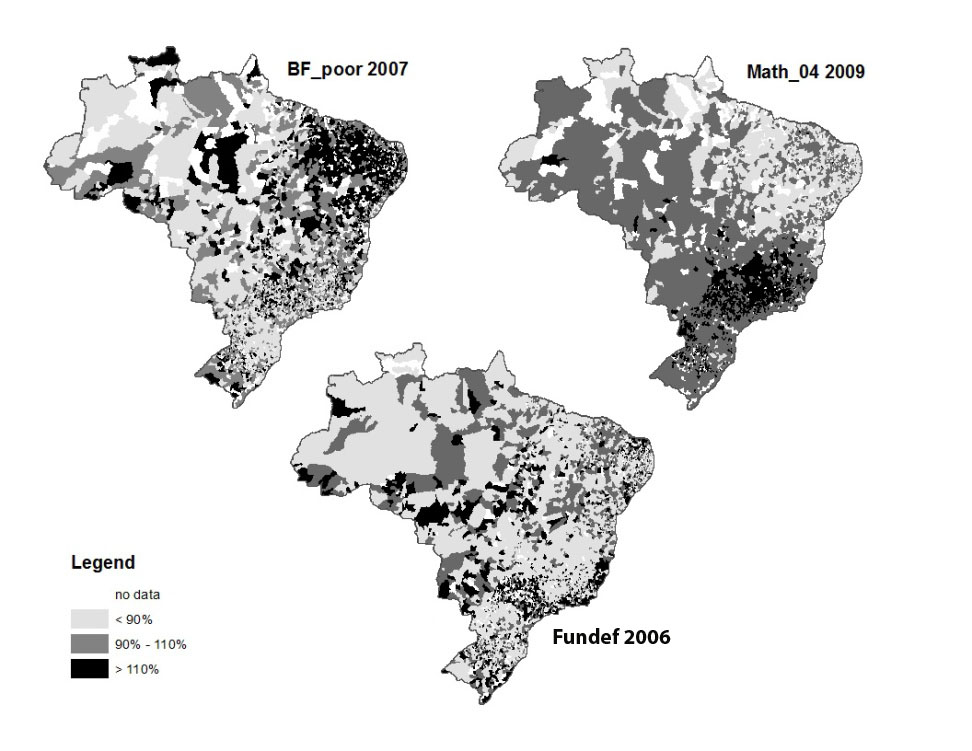 BF_poor 2007
Math_04 2009
Legend
no data
< 90%
90% - 110%
> 110%
Fundef 2006